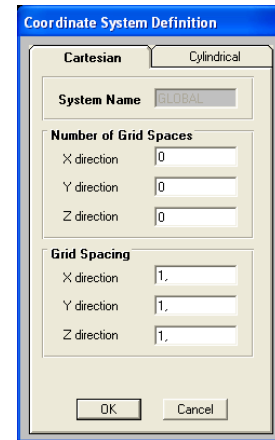 Coordinate System Definition
Cartesian Cylindrical
System Name GLOBAL
Number of Grid Spaces
X direction 0
Y direction 0
Z direction 0
Grid Spacing
X direction 1,
Y direction 1,
Z direction 1,
OK Cancel